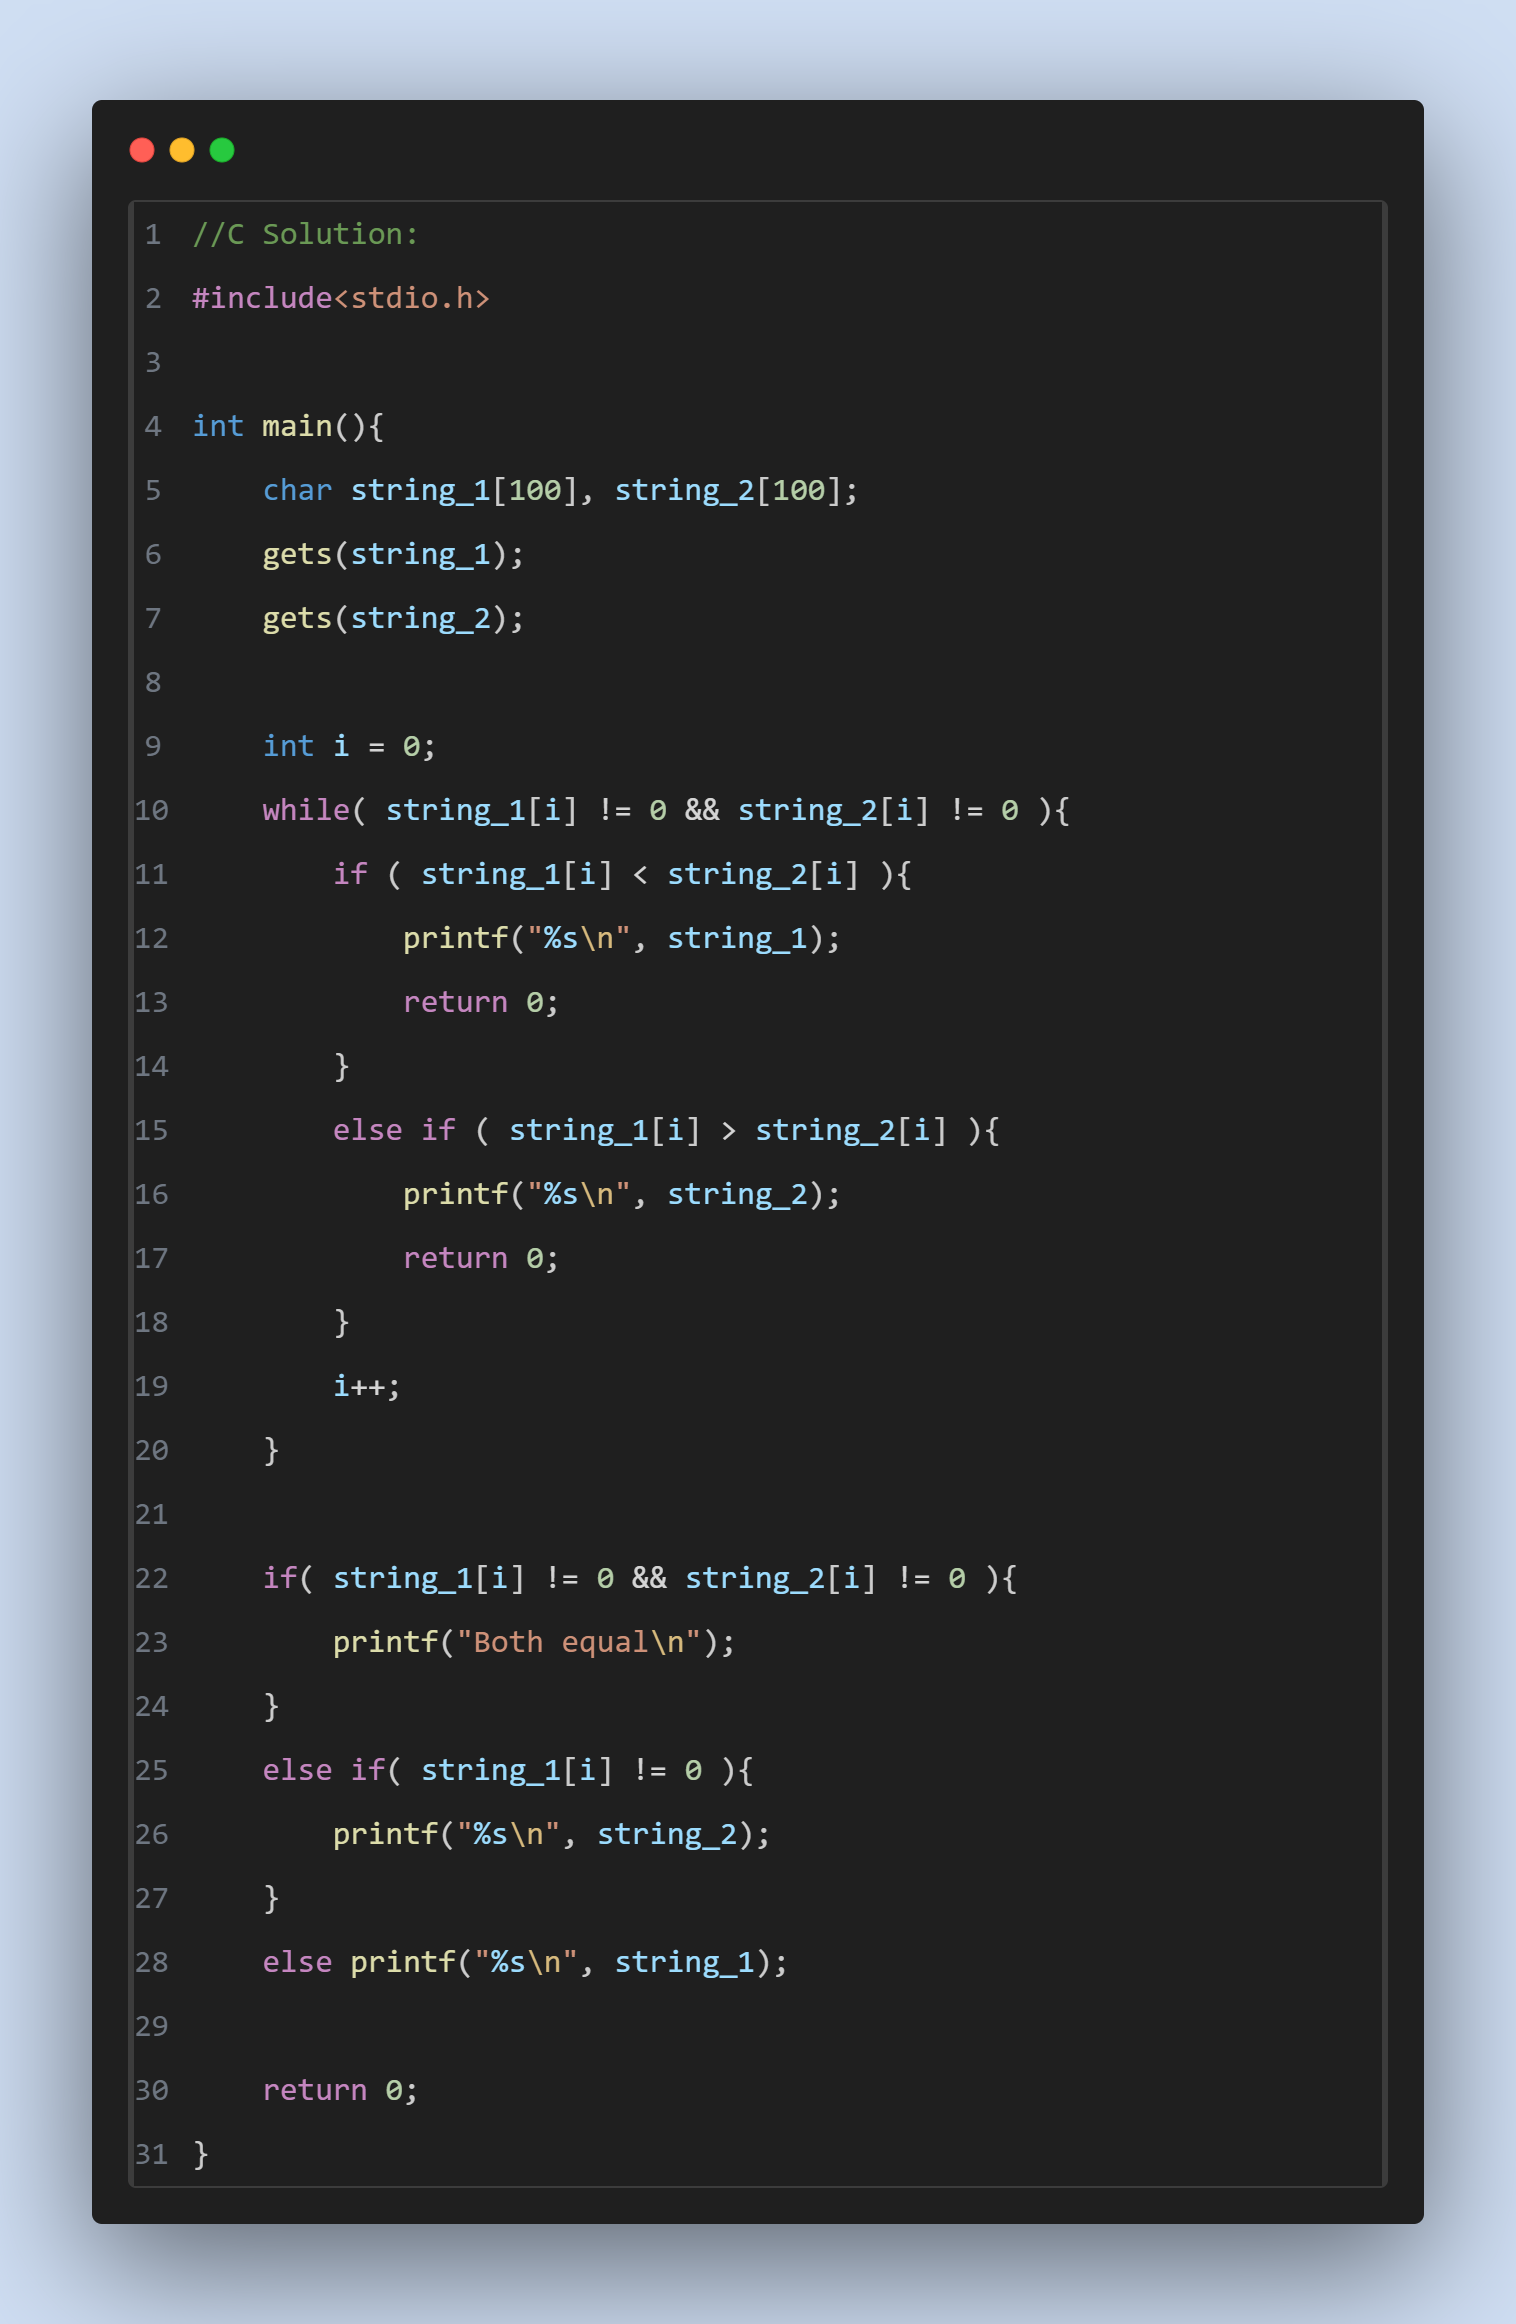 1 //C Solution:
2 #include<stdio.h>
3
4 int main(){
5     char string_1[100], string_2[100];
6     gets(string_1);
7     gets(string_2);
8
9     int i = 0;
10     while( string_1[i] != 0 && string_2[i] != 0 ){
11         if ( string_1[i] < string_2[i] ){
12             printf("%s\n", string_1);
13             return 0;
14         }
15         else if ( string_1[i] > string_2[i] ){
16             printf("%s\n", string_2);
17             return 0;
18         }
19         i++;
20     }
21
22     if( string_1[i] != 0 && string_2[i] != 0 ){
23         printf("Both equal\n");
24     }
25     else if( string_1[i] != 0 ){
26         printf("%s\n", string_2);
27     }
28     else printf("%s\n", string_1);
29
30     return 0;
31 }